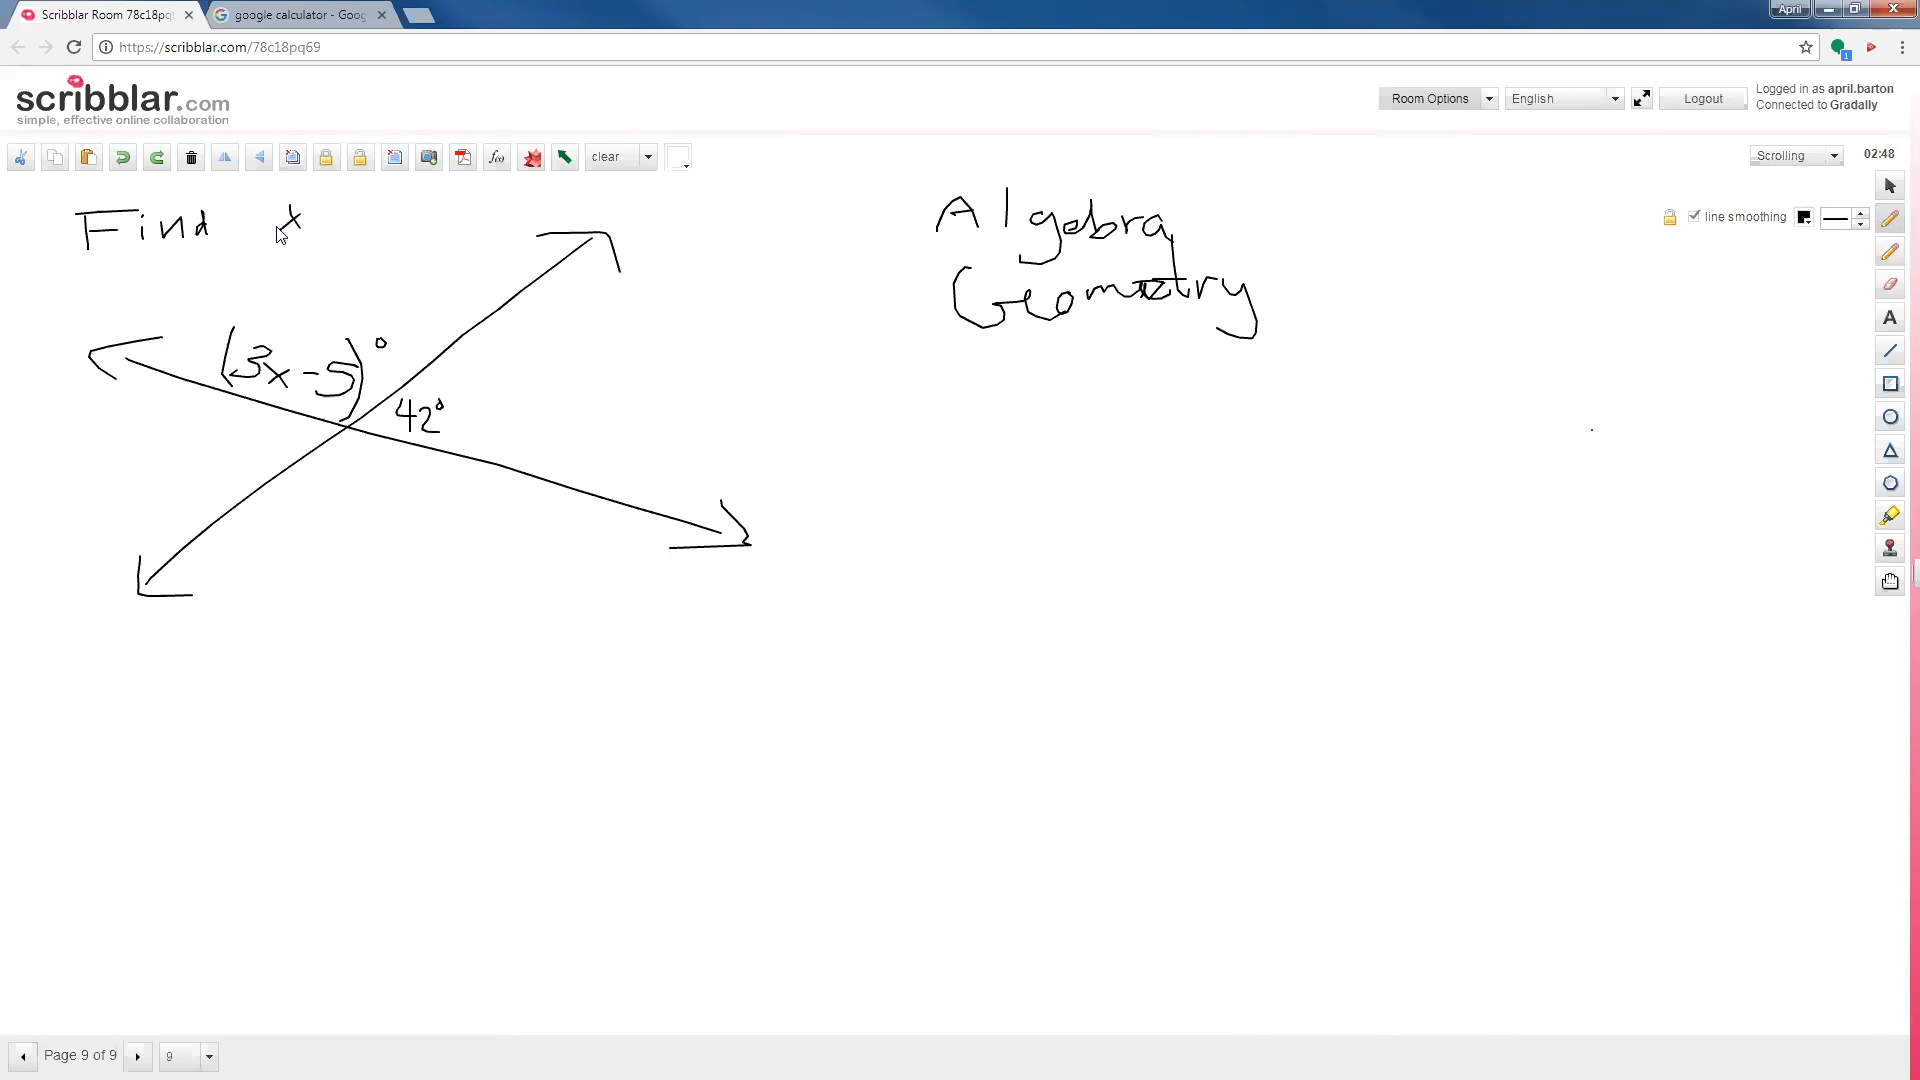 Scribblar Room 78c18pq
google calculator - Goog
April
https://scribblar.com/78c18pq69
scribblar.com
simple, effective online collaboration
Room Options
English
Logout
Logged in as april.barton
Connected to Gradally
f(x)
clear
Scrolling
02:48
line smoothing
A
Find x
(3x-5)°
42°
Algebra
Geometry
Page 9 of 9
9